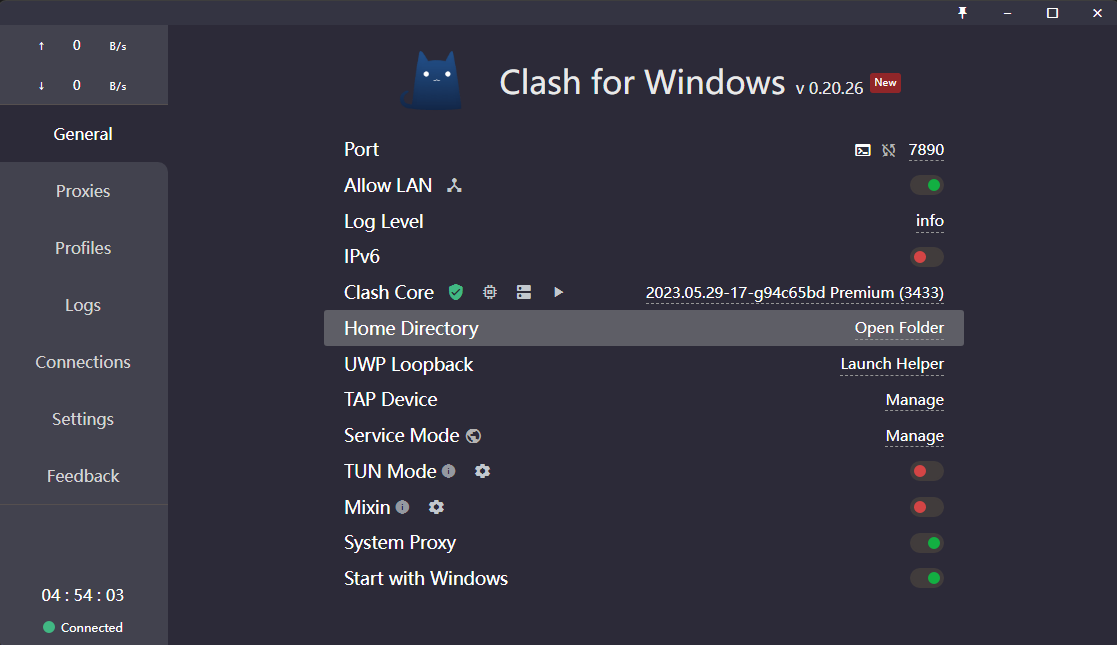 ↑ 0 B/s
↓ 0 B/s
General
Proxies
Profiles
Logs
Connections
Settings
Feedback
04 : 54 : 03
Connected
Clash for Windows v 0.20.26 New
Port 7890
Allow LAN
Log Level info
IPv6
Clash Core 2023.05.29-17-g94c65bd Premium (3433)
Home Directory Open Folder
UWP Loopback Launch Helper
TAP Device Manage
Service Mode Manage
TUN Mode
Mixin
System Proxy
Start with Windows